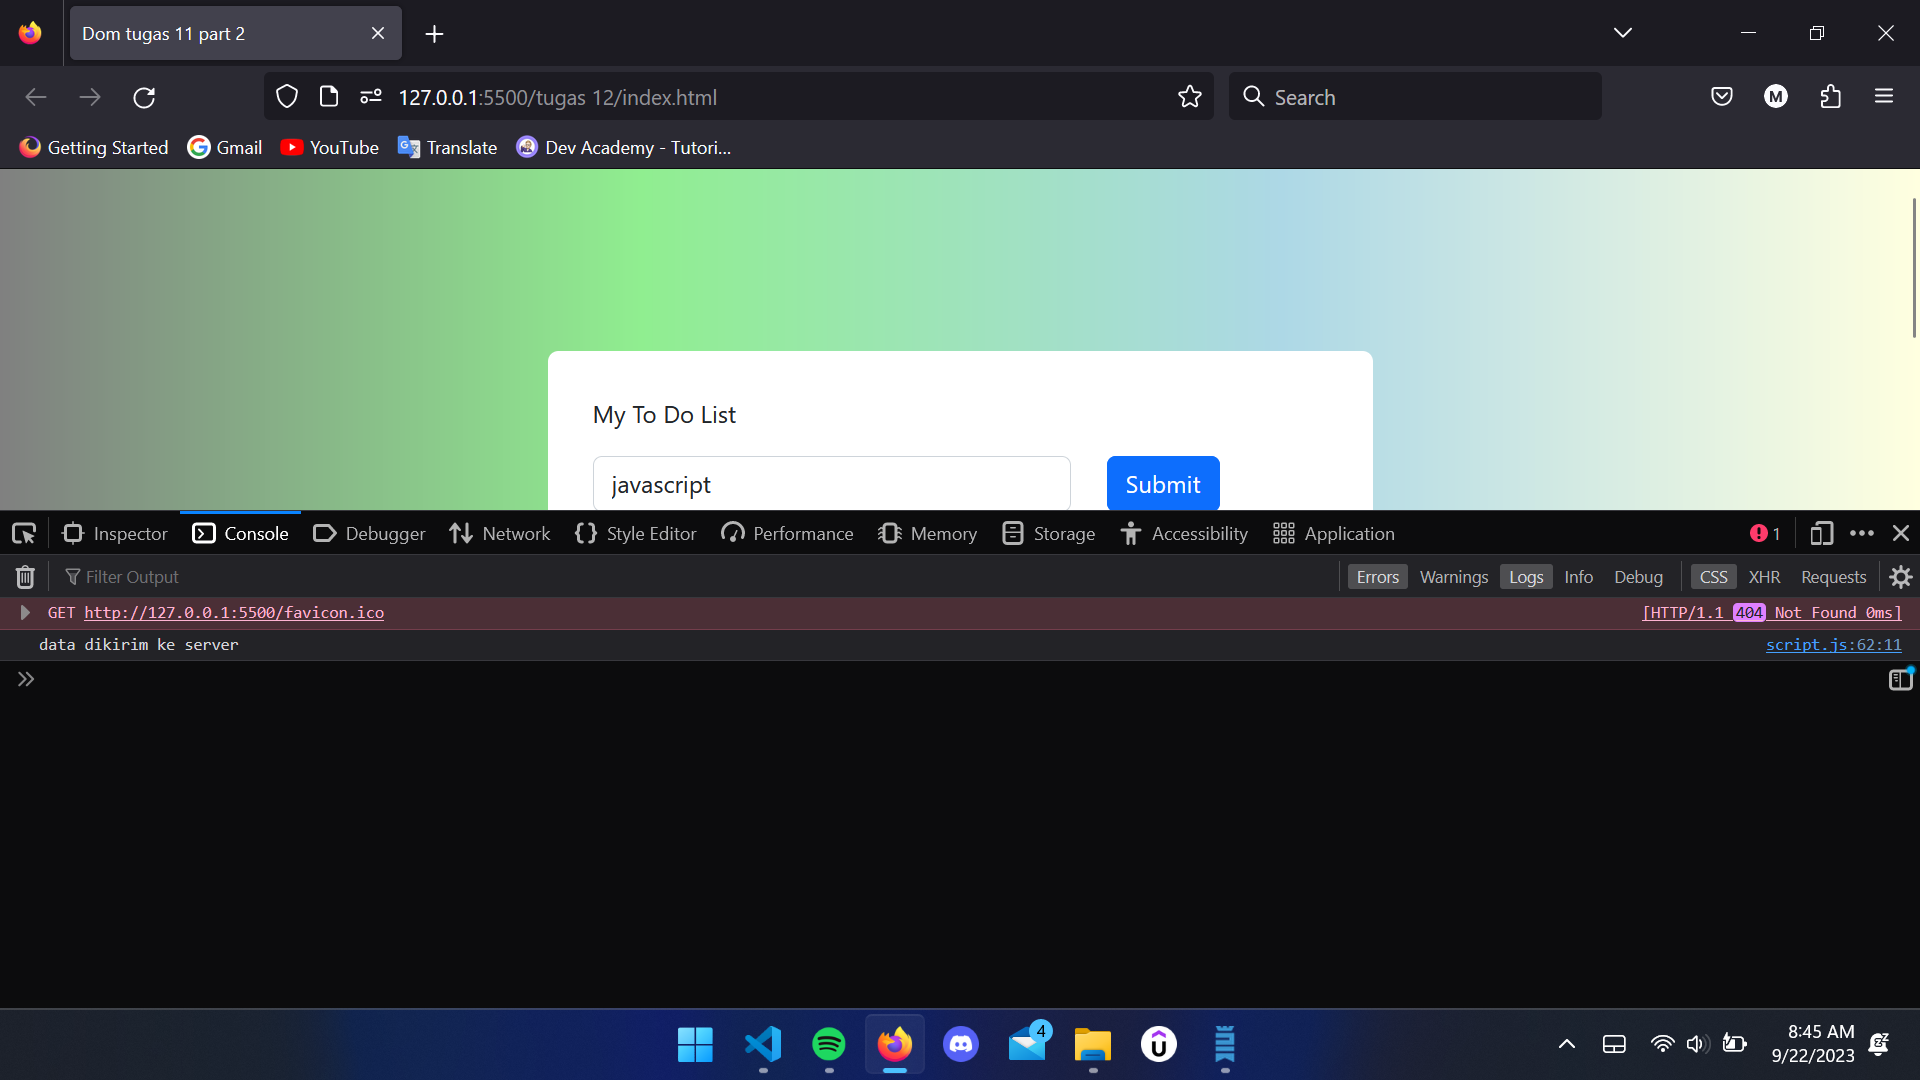 Dom tugas 11 part 2
127.0.0.1:5500/tugas 12/index.html
Search
M
Getting Started
Gmail
YouTube
Translate
Dev Academy - Tutori...
My To Do List
javascript
Submit
Inspector
Console
Debugger
Network
Style Editor
Performance
Memory
Storage
Accessibility
Application
1
Filter Output
Errors
Warnings
Logs
Info
Debug
CSS
XHR
Requests
GET http://127.0.0.1:5500/favicon.ico
[HTTP/1.1 404 Not Found 0ms]
data dikirim ke server
script.js:62:11
4
8:45 AM
9/22/2023